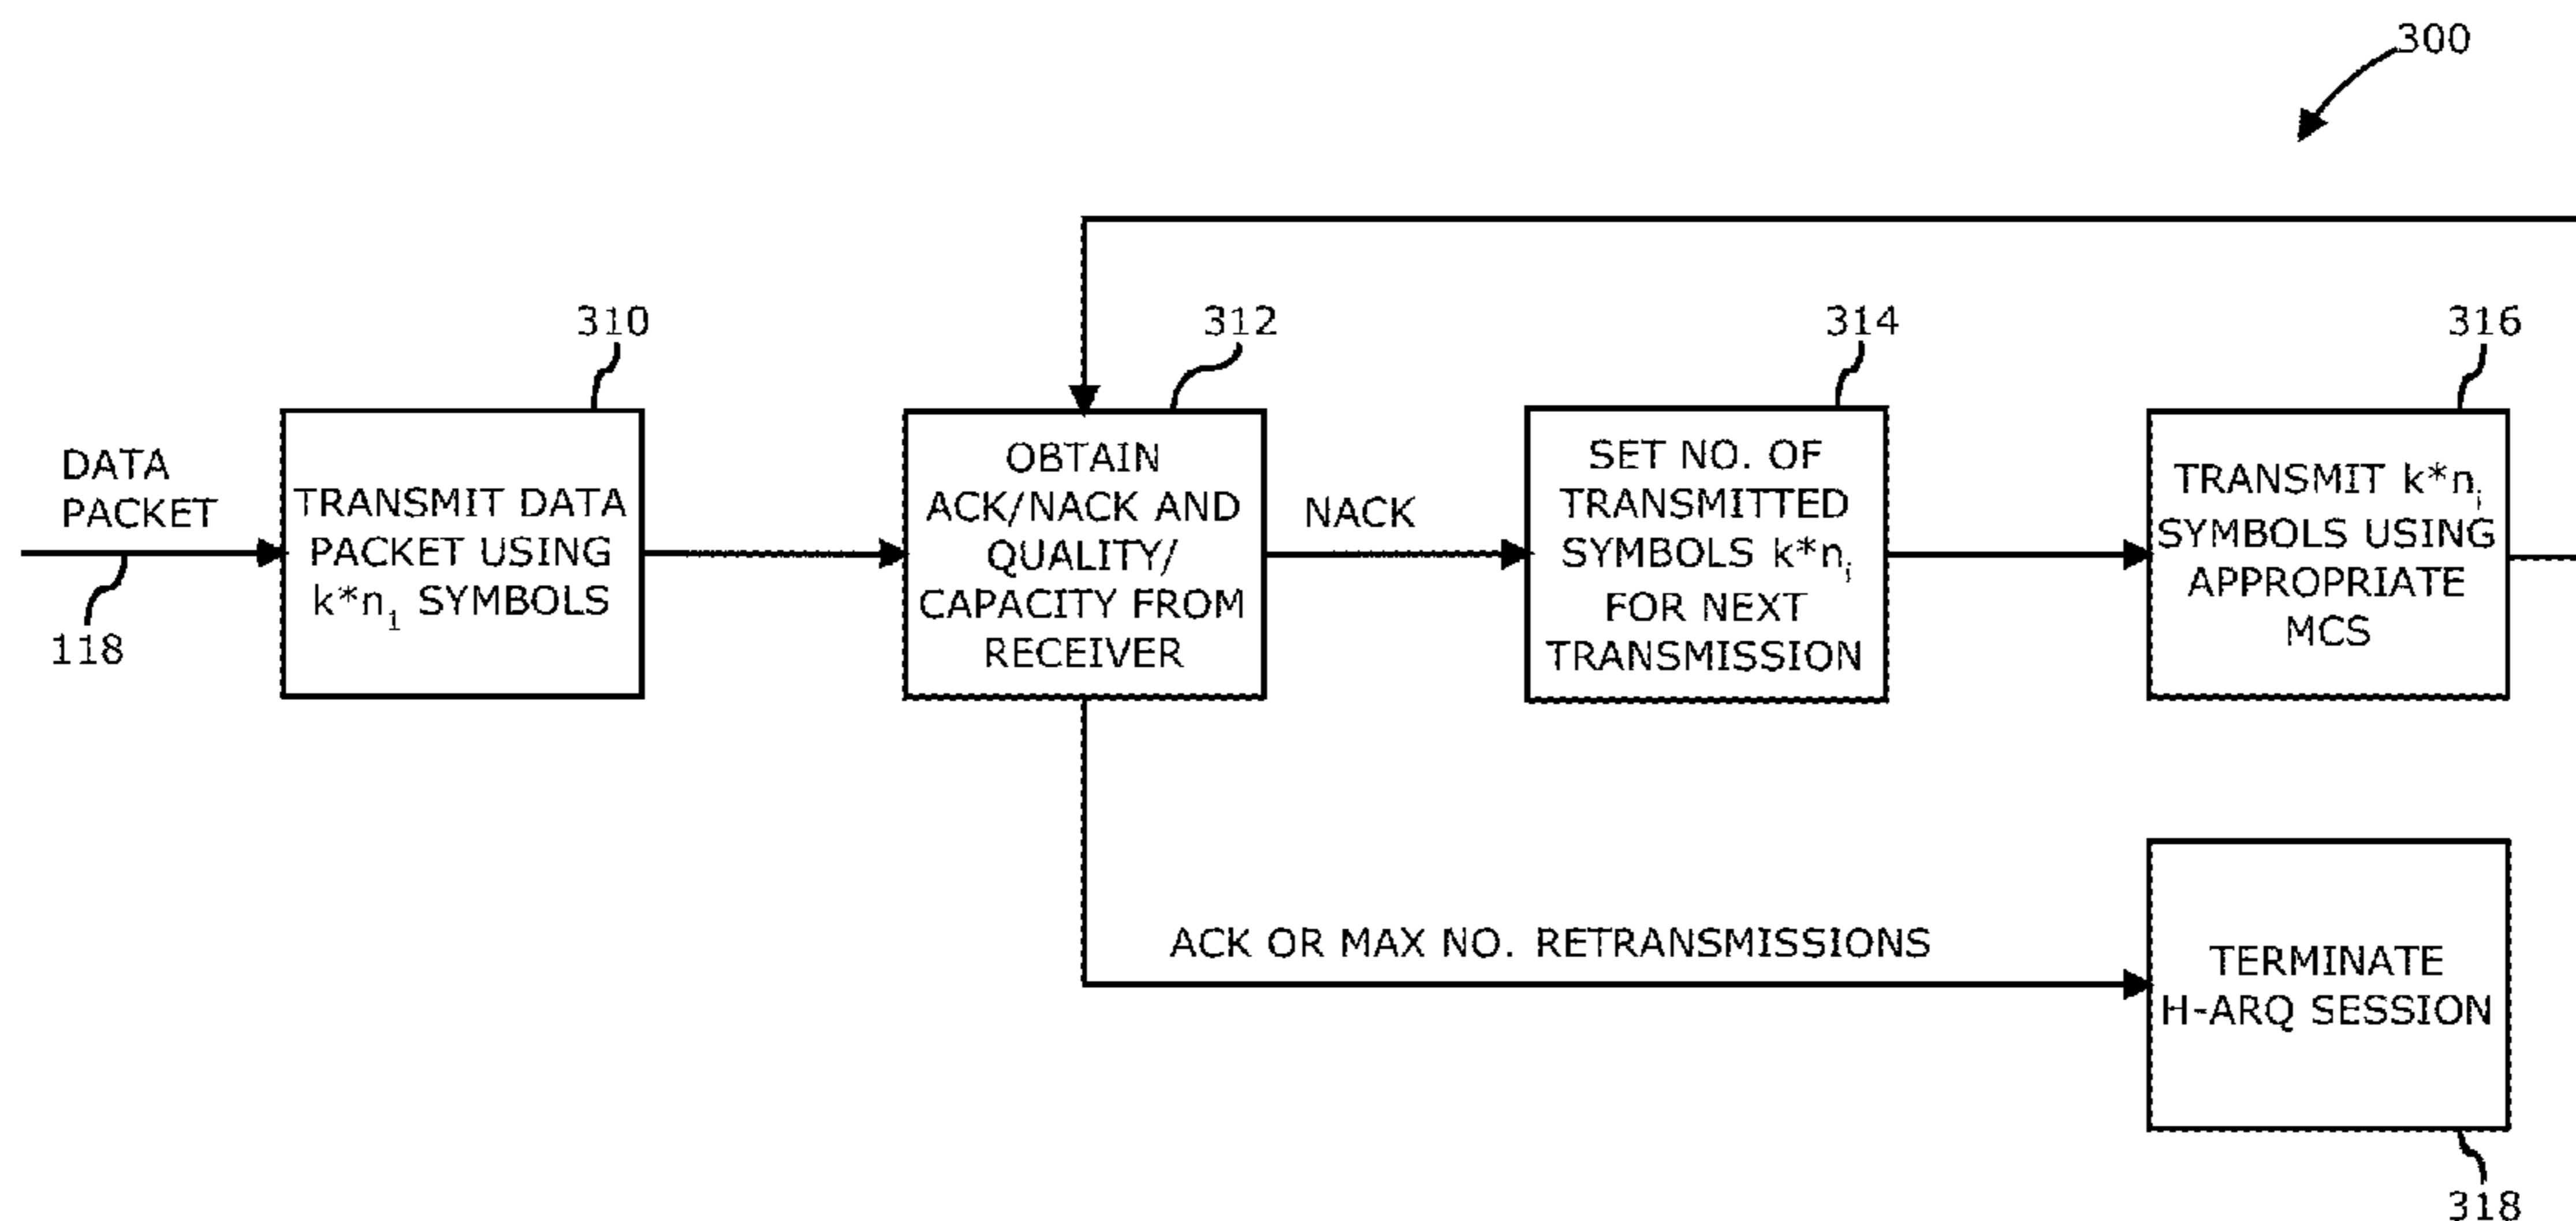 300
310
312
314
316
DATA
PACKET
118
TRANSMIT DATA
PACKET USING
k*n₁ SYMBOLS
OBTAIN
ACK/NACK AND
QUALITY/
CAPACITY FROM
RECEIVER
NACK
SET NO. OF
TRANSMITTED
SYMBOLS k*nᵢ
FOR NEXT
TRANSMISSION
TRANSMIT k*nᵢ
SYMBOLS USING
APPROPRIATE
MCS
ACK OR MAX NO. RETRANSMISSIONS
TERMINATE
H-ARQ SESSION
318